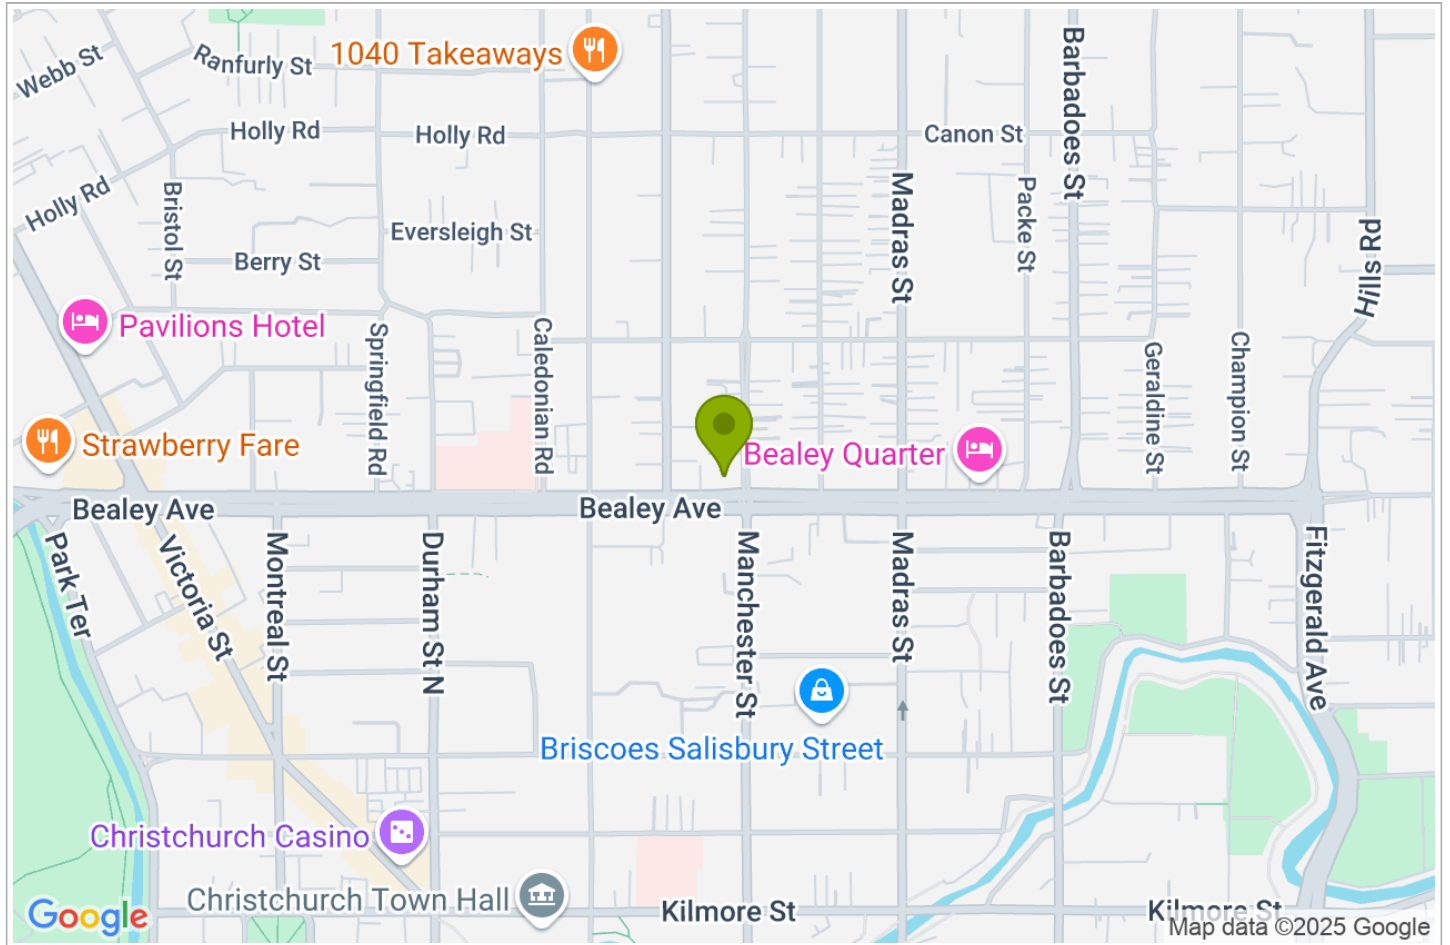 Webb St
Ranfurly St
1040 Takeaways
Barbadoes St
Holly Rd
Holly Rd
Canon St
Holly Rd
Bristol St
Madras St
Packe St
Hills Rd
Eversleigh St
Berry St
Pavilions Hotel
Springfield Rd
Caledonian Rd
Geraldine St
Champion St
Strawberry Fare
Bealey Quarter
Bealey Ave
Bealey Ave
Park Ter
Victoria St
Montreal St
Durham St N
Manchester St
Madras St
Barbadoes St
Fitzgerald Ave
Briscoes Salisbury Street
Christchurch Casino
Christchurch Town Hall
Kilmore St
Kilmore St
Google
Map data ©2025 Google